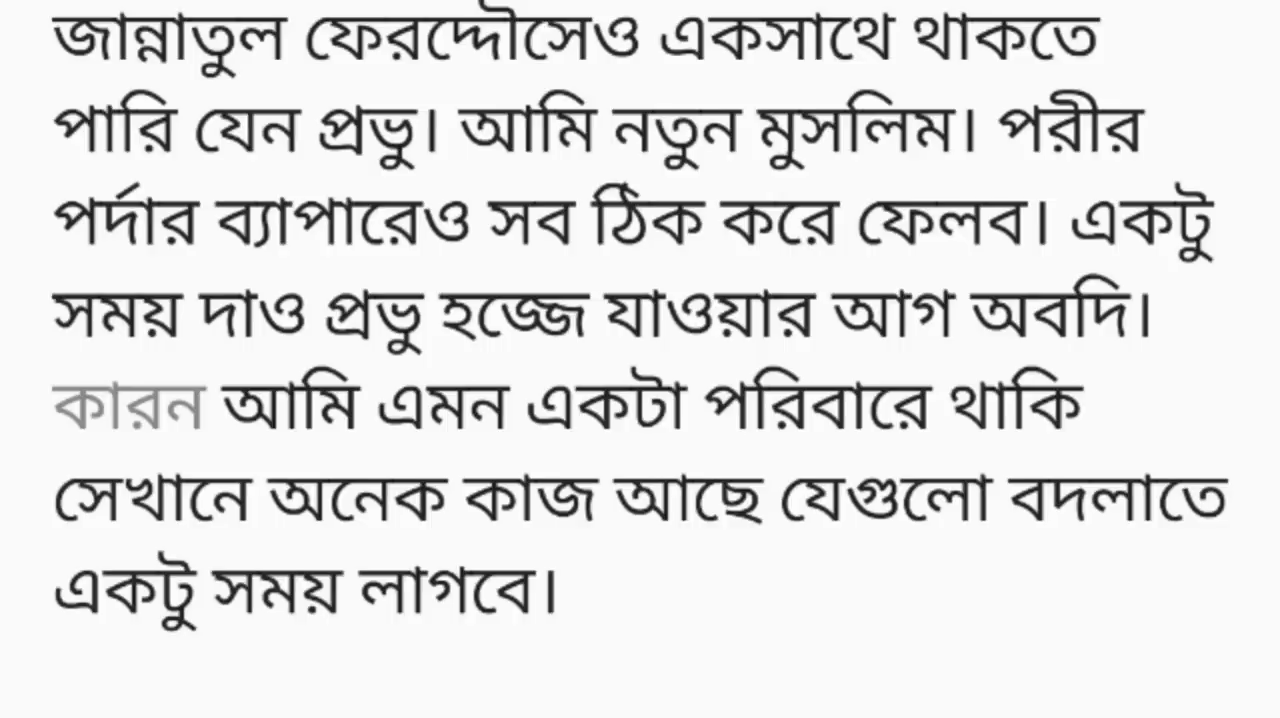 জান্নাতুল ফেরদ্দৌসেও একসাথে থাকতে
পারি যেন প্রভু। আমি নতুন মুসলিম। পরীর
পর্দার ব্যাপারেও সব ঠিক করে ফেলব। একটু
সময় দাও প্রভু হজ্জে যাওয়ার আগ অবদি।
কারন আমি এমন একটা পরিবারে থাকি
সেখানে অনেক কাজ আছে যেগুলো বদলাতে
একটু সময় লাগবে।